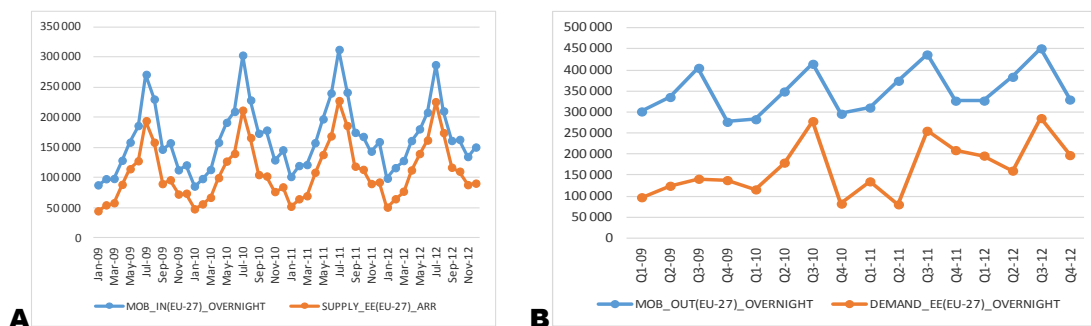 350 000
300 000
250 000
200 000
150 000
100 000
50 000
0
Jan-09
Mar-09
May-09
Jul-09
Sep-09
Nov-09
Jan-10
Mar-10
May-10
Jul-10
Sep-10
Nov-10
Jan-11
Mar-11
May-11
Jul-11
Sep-11
Nov-11
Jan-12
Mar-12
May-12
Jul-12
Sep-12
Nov-12
MOB_IN(EU-27)_OVERNIGHT
SUPPLY_EE(EU-27)_ARR
A
500 000
450 000
400 000
350 000
300 000
250 000
200 000
150 000
100 000
50 000
0
Q1-09
Q2-09
Q3-09
Q4-09
Q1-10
Q2-10
Q3-10
Q4-10
Q1-11
Q2-11
Q3-11
Q4-11
Q1-12
Q2-12
Q3-12
Q4-12
MOB_OUT(EU-27)_OVERNIGHT
DEMAND_EE(EU-27)_OVERNIGHT
B